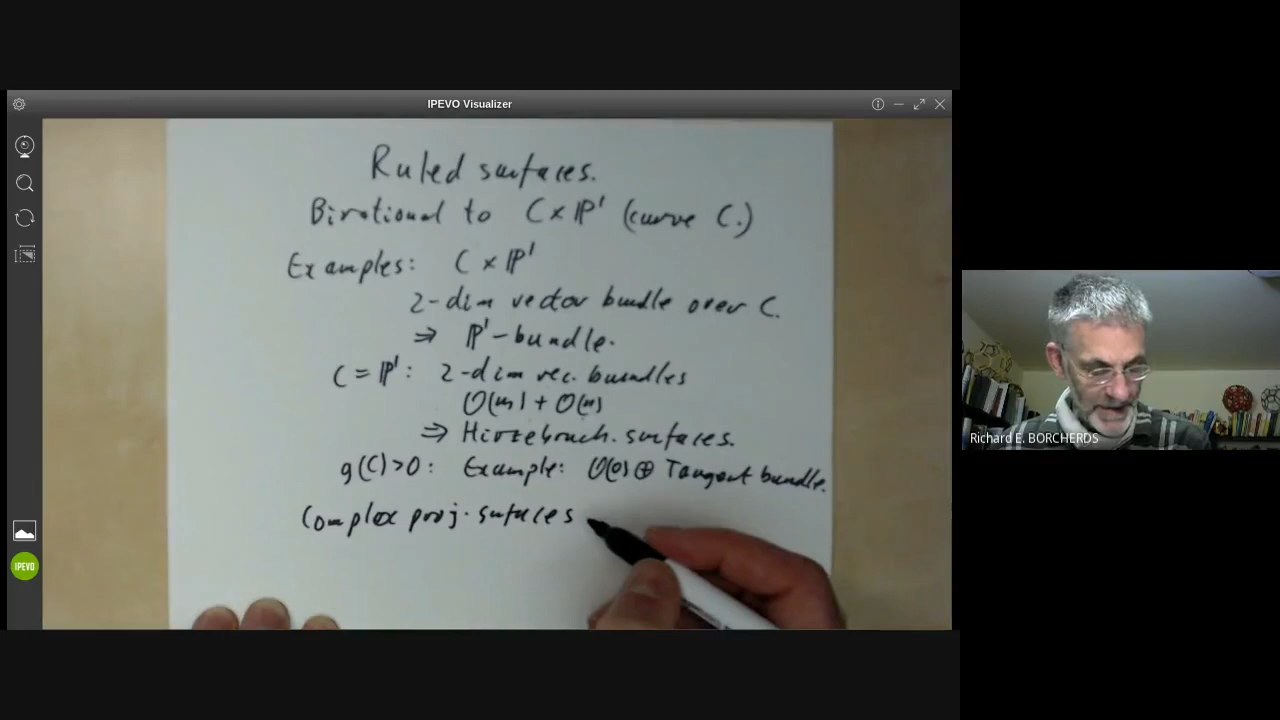 IPEVO Visualizer
Ruled surfaces.
Birational to C × ℙ¹ (curve C.)
Examples: C × ℙ¹
2-dim vector bundle over C.
⇒ ℙ¹-bundle.
C = ℙ¹: 2-dim vec. bundles
O(m) + O(n)
⇒ Hirzebruch. surfaces.
g(C)>0: Example: O(0) ⊕ Tangent bundle.
Complex proj. surfaces
IPEVO
Richard E. BORCHERDS